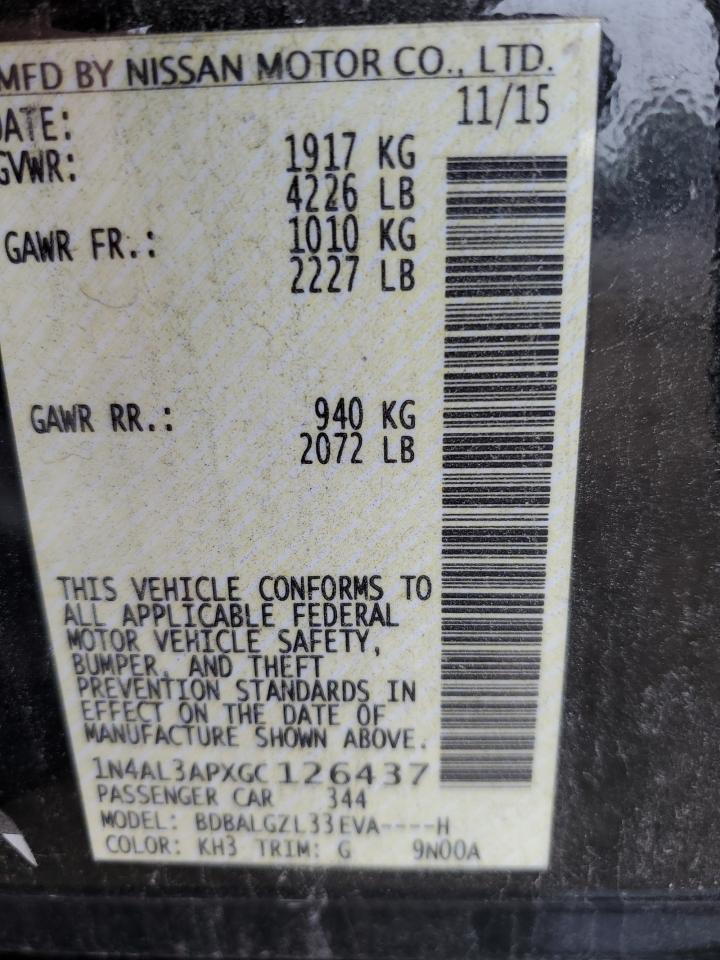 MFD BY NISSAN MOTOR CO., LTD.
DATE: 11/15
GVWR: 1917 KG
4226 LB
GAWR FR.: 1010 KG
2227 LB
GAWR RR.: 940 KG
2072 LB
THIS VEHICLE CONFORMS TO
ALL APPLICABLE FEDERAL
MOTOR VEHICLE SAFETY,
BUMPER, AND THEFT
PREVENTION STANDARDS IN
EFFECT ON THE DATE OF
MANUFACTURE SHOWN ABOVE.
1N4AL3APXGC126437
PASSENGER CAR 344
MODEL: BDBALGZL33EVA----H
COLOR: KH3 TRIM: G 9N00A